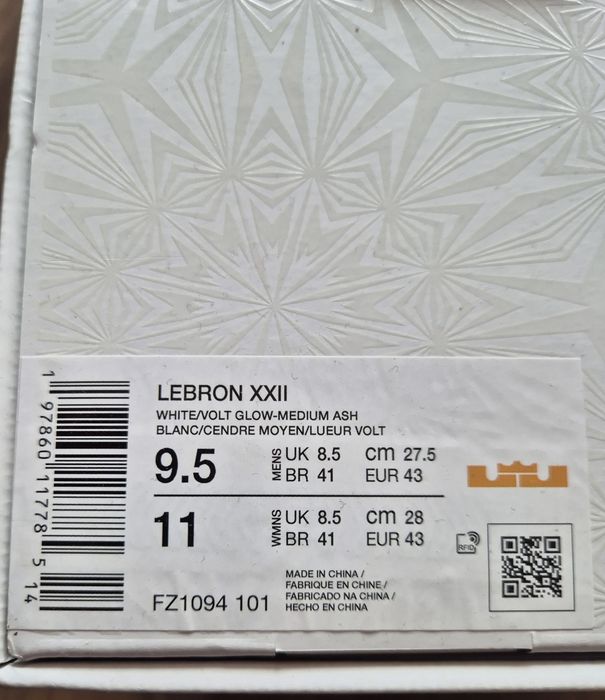 LEBRON XXII
WHITE/VOLT GLOW-MEDIUM ASH
BLANC/CENDRE MOYEN/LUEUR VOLT
9.5 MENS UK 8.5 cm 27.5
BR 41 EUR 43
11 WMNS UK 8.5 cm 28
BR 41 EUR 43
RFID
FZ1094 101
MADE IN CHINA /
FABRIQUE EN CHINE /
FABRICADO NA CHINA /
HECHO EN CHINA
1 97860 11778 5 14